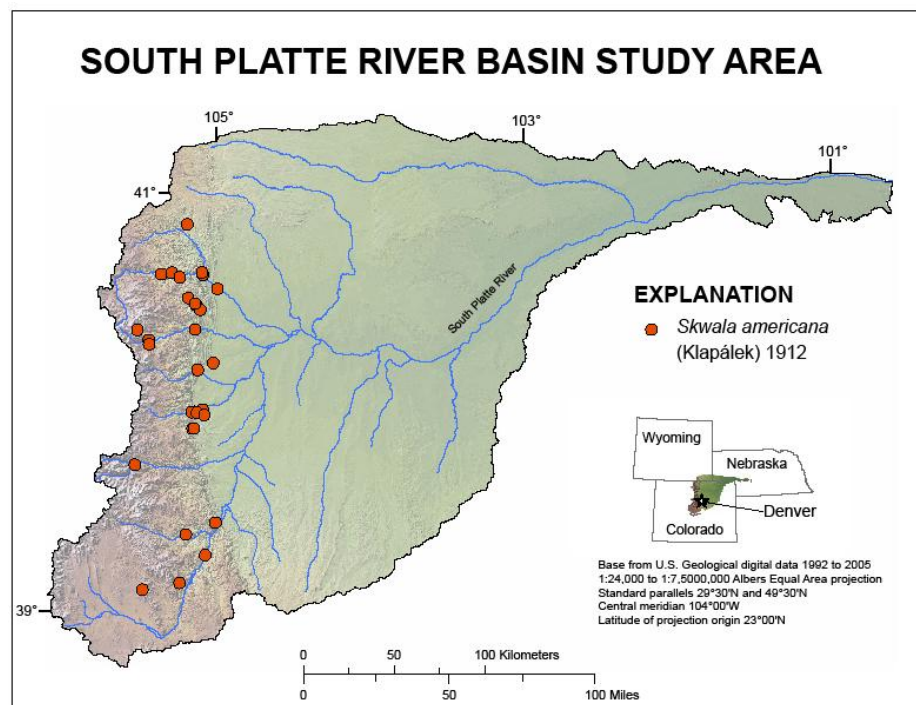 SOUTH PLATTE RIVER BASIN STUDY AREA
105°
103°
101°
41°
South Platte River
EXPLANATION
Skwala americana
(Klapálek) 1912
Wyoming
Nebraska
Denver
Colorado
Base from U.S. Geological digital data 1992 to 2005
1:24,000 to 1:7,5000,000 Albers Equal Area projection
Standard parallels 29°30'N and 49°30'N
Central meridian 104°00'W
Latitude of projection origin 23°00'N
39°
0 50 100 Kilometers
0 50 100 Miles